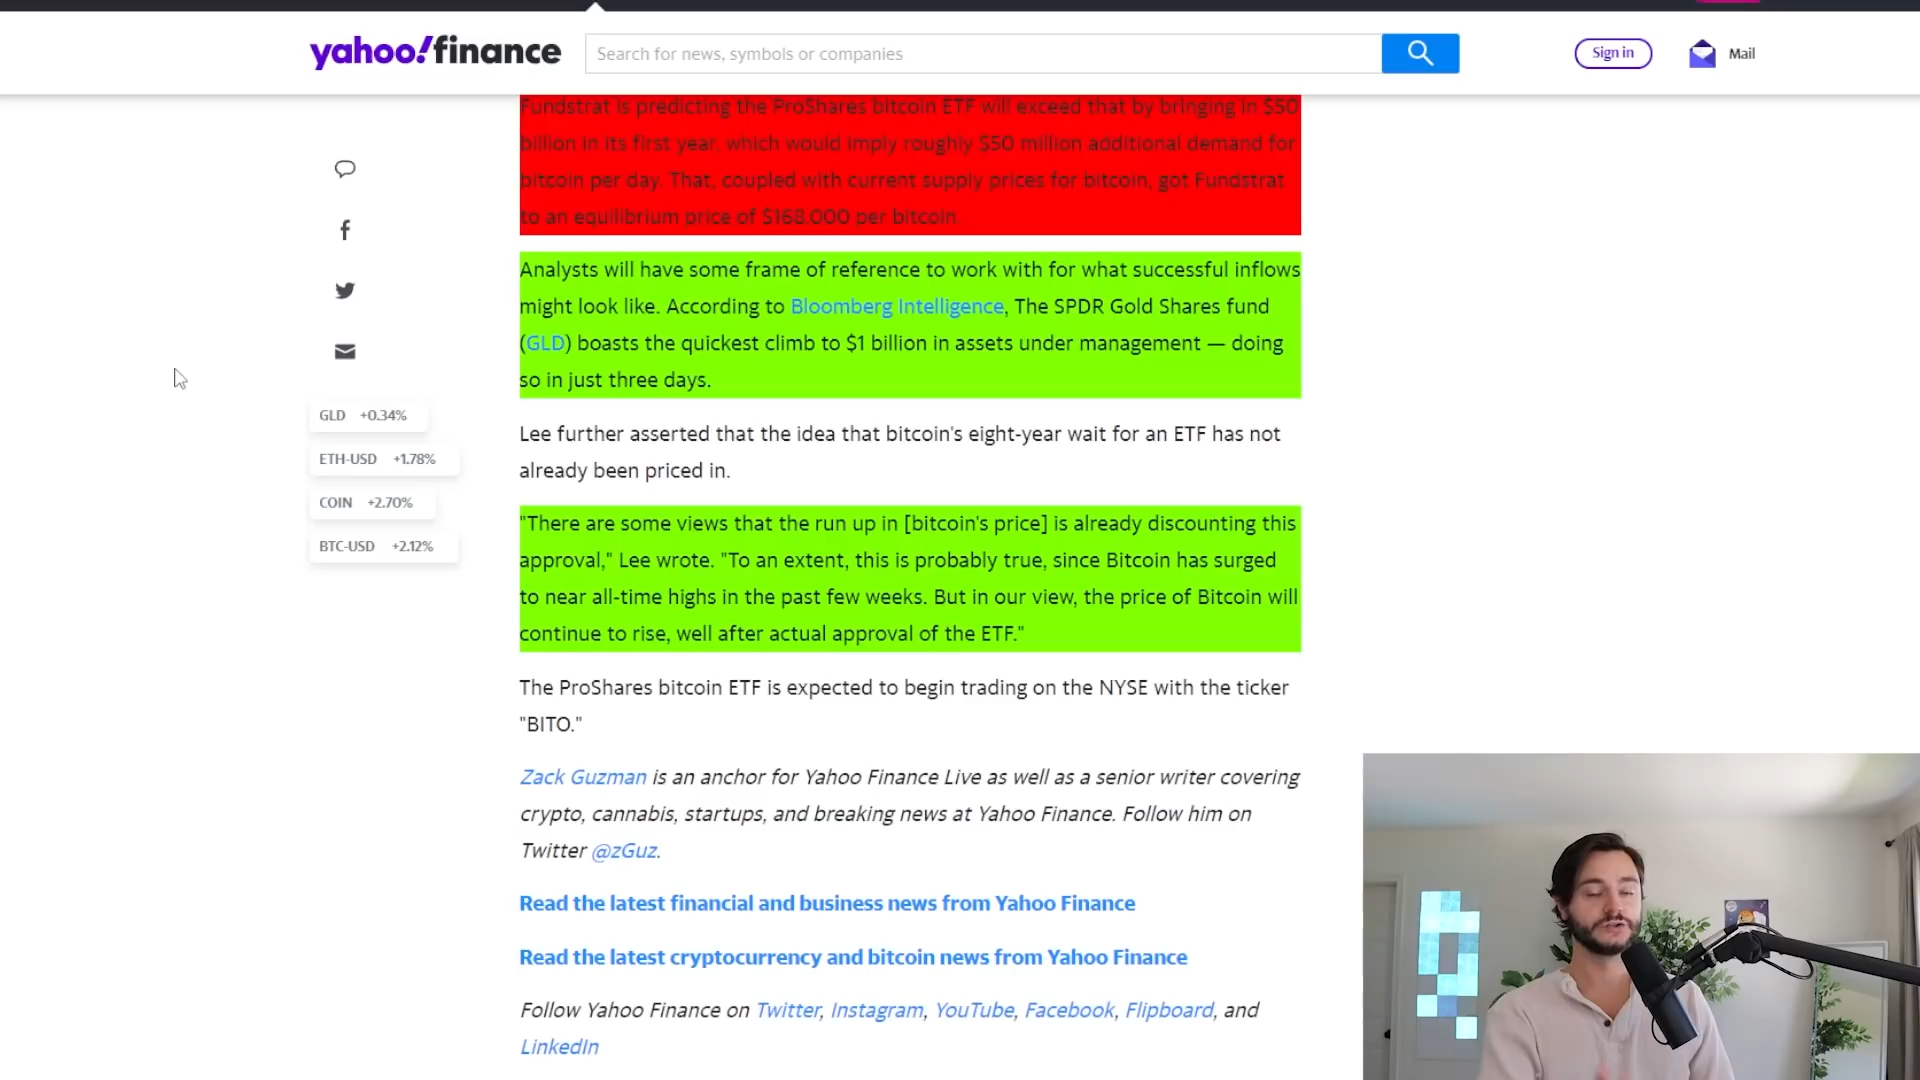 yahoo!finance
Search for news, symbols or companies
Sign in
Mail
Fundstrat is predicting the ProShares bitcoin ETF will exceed that by bringing in $50
billion in its first year, which would imply roughly $50 million additional demand for
bitcoin per day. That, coupled with current supply prices for bitcoin, got Fundstrat
to an equilibrium price of $168,000 per bitcoin.
Analysts will have some frame of reference to work with for what successful inflows
might look like. According to Bloomberg Intelligence, The SPDR Gold Shares fund
(GLD) boasts the quickest climb to $1 billion in assets under management — doing
so in just three days.
GLD +0.34%
ETH-USD +1.78%
COIN +2.70%
BTC-USD +2.12%
Lee further asserted that the idea that bitcoin's eight-year wait for an ETF has not
already been priced in.
"There are some views that the run up in [bitcoin's price] is already discounting this
approval," Lee wrote. "To an extent, this is probably true, since Bitcoin has surged
to near all-time highs in the past few weeks. But in our view, the price of Bitcoin will
continue to rise, well after actual approval of the ETF."
The ProShares bitcoin ETF is expected to begin trading on the NYSE with the ticker
"BITO."
Zack Guzman is an anchor for Yahoo Finance Live as well as a senior writer covering
crypto, cannabis, startups, and breaking news at Yahoo Finance. Follow him on
Twitter @zGuz.
Read the latest financial and business news from Yahoo Finance
Read the latest cryptocurrency and bitcoin news from Yahoo Finance
Follow Yahoo Finance on Twitter, Instagram, YouTube, Facebook, Flipboard, and
LinkedIn